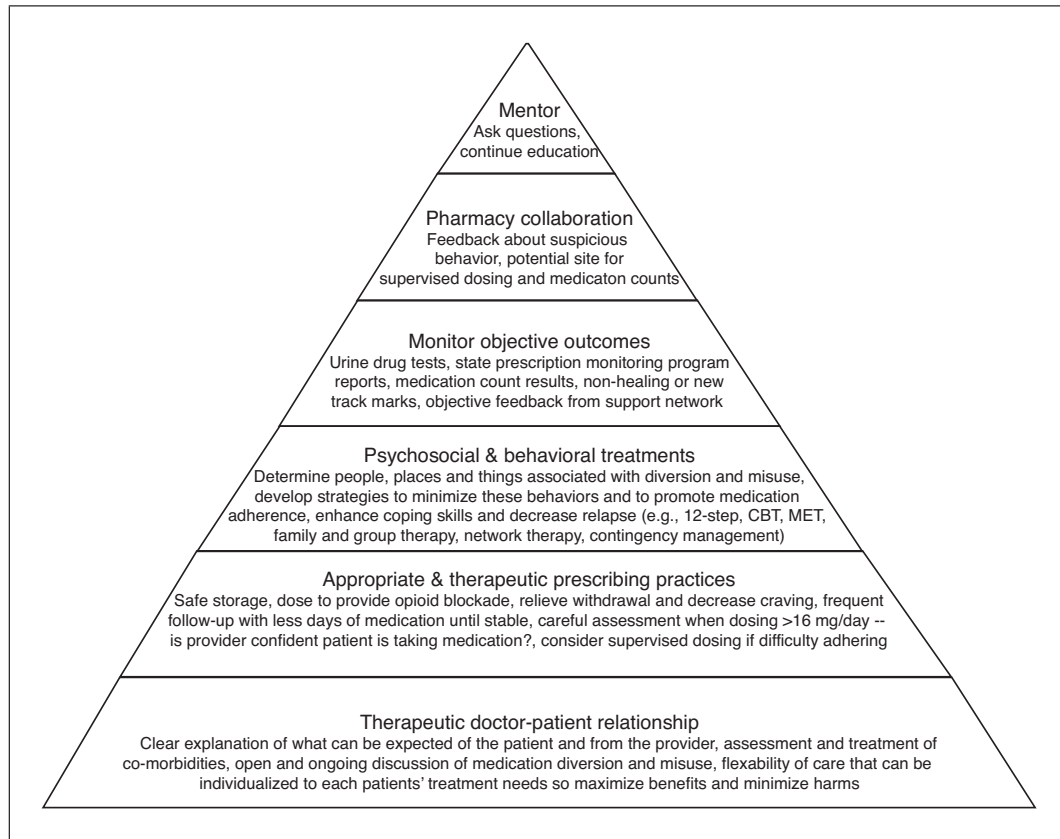 Mentor
Ask questions,
continue education
Pharmacy collaboration
Feedback about suspicious
behavior, potential site for
supervised dosing and medicaton counts
Monitor objective outcomes
Urine drug tests, state prescription monitoring program
reports, medication count results, non-healing or new
track marks, objective feedback from support network
Psychosocial & behavioral treatments
Determine people, places and things associated with diversion and misuse,
develop strategies to minimize these behaviors and to promote medication
adherence, enhance coping skills and decrease relapse (e.g., 12-step, CBT, MET,
family and group therapy, network therapy, contingency management)
Appropriate & therapeutic prescribing practices
Safe storage, dose to provide opioid blockade, relieve withdrawal and decrease craving, frequent
follow-up with less days of medication until stable, careful assessment when dosing >16 mg/day --
is provider confident patient is taking medication?, consider supervised dosing if difficulty adhering
Therapeutic doctor-patient relationship
Clear explanation of what can be expected of the patient and from the provider, assessment and treatment of
co-morbidities, open and ongoing discussion of medication diversion and misuse, flexability of care that can be
individualized to each patients' treatment needs so maximize benefits and minimize harms